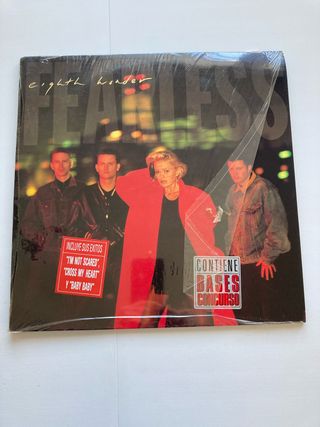 eighth wonder
FEARLESS
INCLUYE SUS EXITOS
"I'M NOT SCARED"
"CROSS MY HEART"
Y "BABY BABY"
CONTIENE
BASES
CONCURSO